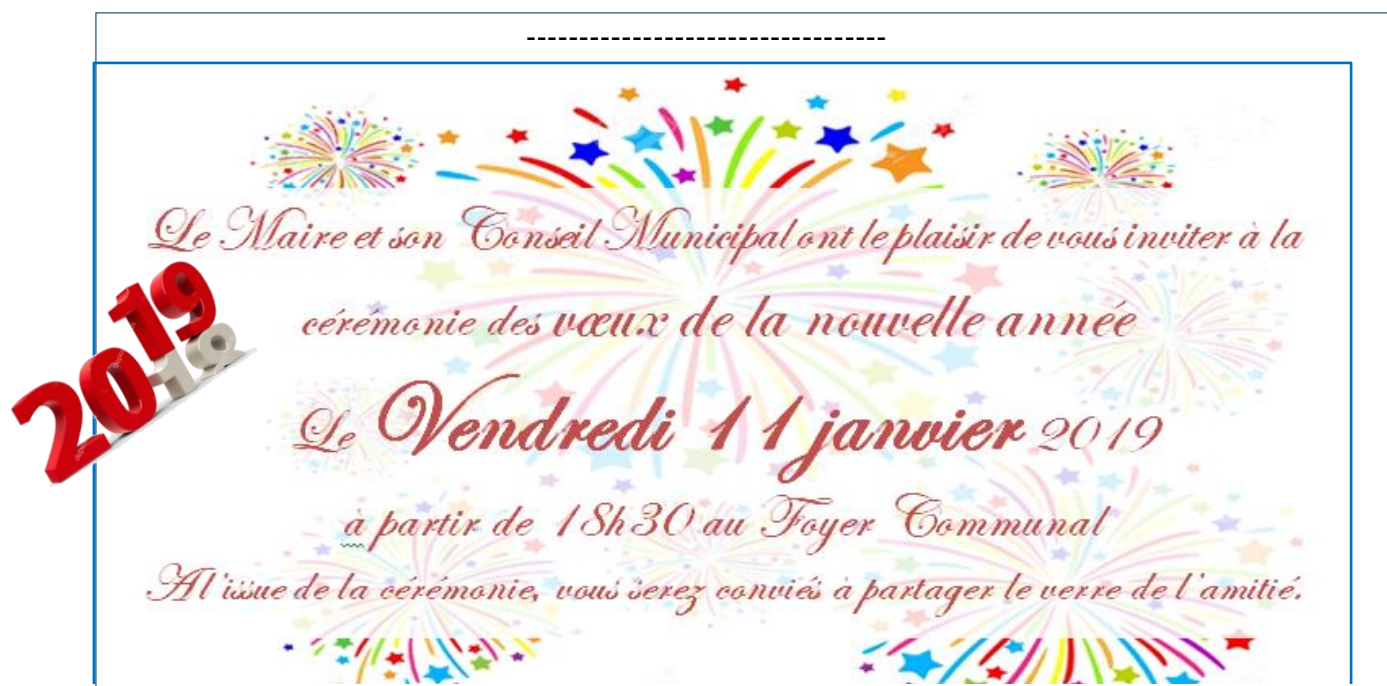 ----------------------------------
Le Maire et son Conseil Municipal ont le plaisir de vous inviter à la
cérémonie des vœux de la nouvelle année
2019
Le Vendredi 11 janvier 2019
à partir de 18h30 au Foyer Communal
Al'issue de la cérémonie, vous serez conviés à partager le verre de l'amitié.